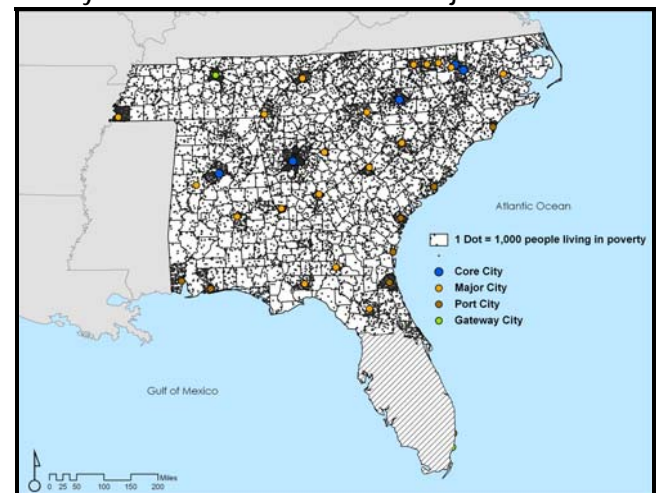 Atlantic Ocean
1 Dot = 1,000 people living in poverty
Core City
Major City
Port City
Gateway City
Gulf of Mexico
Miles
0 25 50 100 150 200